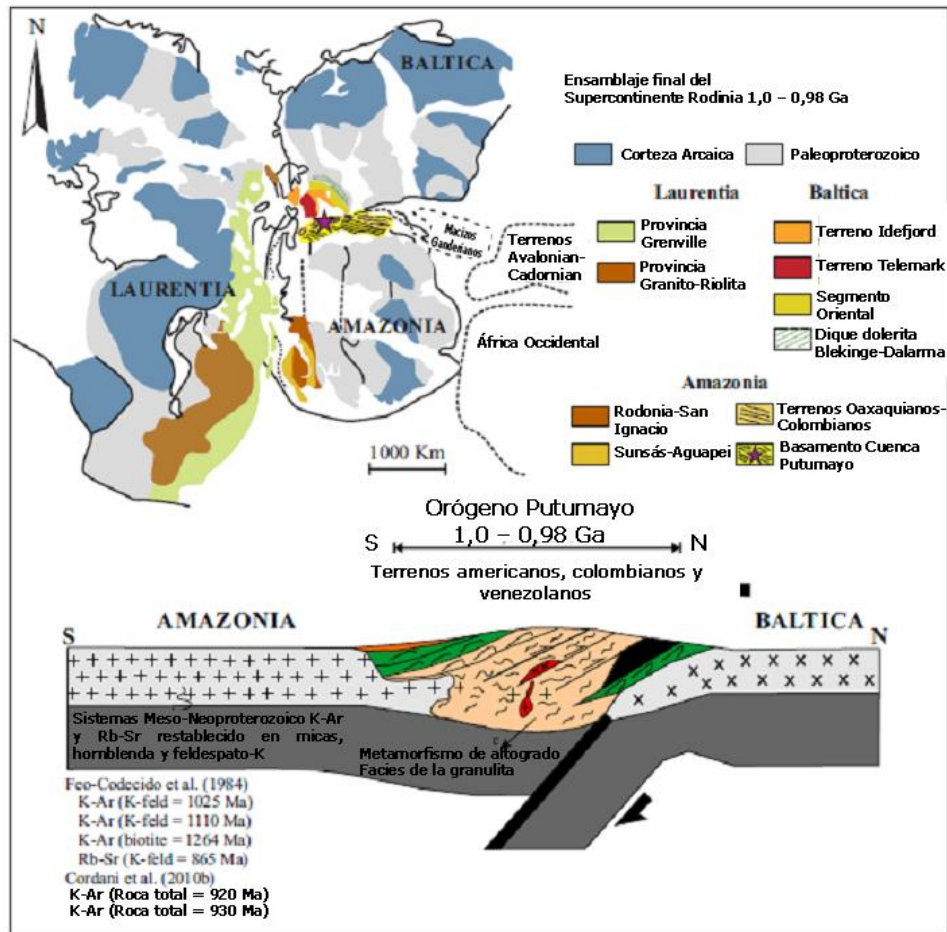 N
BALTICA
LAURENTIA
AMAZONIA
Macizos
Ganderianos
Terrenos
Avalonian-
Cadornian
África Occidental
1000 Km
Ensamblaje final del
Supercontinente Rodinia 1,0 – 0,98 Ga
Corteza Arcaica
Paleoproterozoico
Laurentia
Baltica
Provincia
Grenville
Provincia
Granito-Riolita
Terreno Idefjord
Terreno Telemark
Segmento
Oriental
Dique dolerita
Blekinge-Dalarma
Amazonia
Rodonia-San
Ignacio
Sunsás-Aguapei
Terrenos Oaxaquianos-
Colombianos
Basamento Cuenca
Putumayo
Orógeno Putumayo
1,0 – 0,98 Ga
S
N
Terrenos americanos, colombianos y
venezolanos
AMAZONIA
BALTICA
S
N
Sistemas Meso-Neoproterozoico K-Ar
y Rb-Sr restablecido en micas,
hornblenda y feldespato-K
Metamorfismo de altogrado
Facies de la granulita
Feo-Codecido et al. (1984)
K-Ar (K-feld = 1025 Ma)
K-Ar (K-feld = 1110 Ma)
K-Ar (biotite = 1264 Ma)
Rb-Sr (K-feld = 865 Ma)
Cordani et al. (2010b)
K-Ar (Roca total = 920 Ma)
K-Ar (Roca total = 930 Ma)